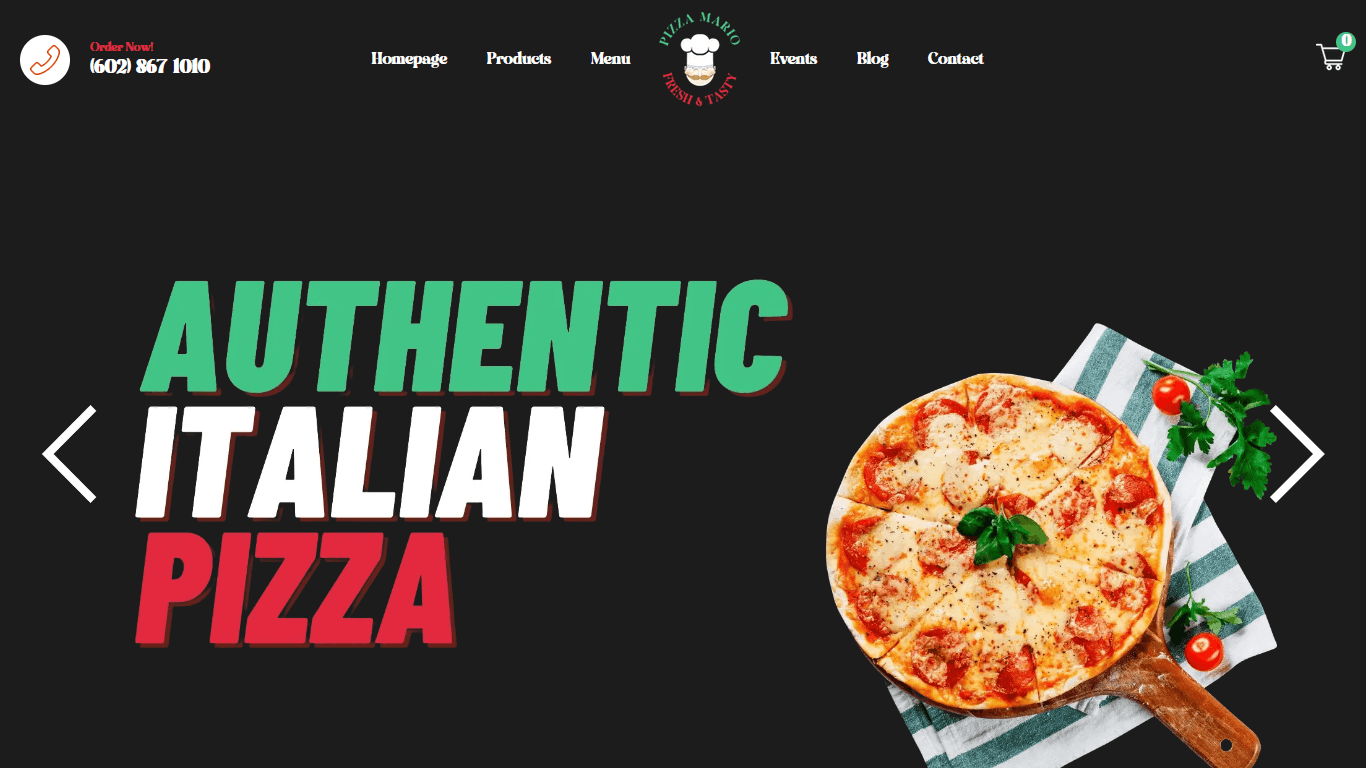 Order Now!
(602) 867 1010
Homepage
Products
Menu
PIZZA MARIO
FRESH & TASTY
Events
Blog
Contact
0
AUTHENTIC
ITALIAN
PIZZA